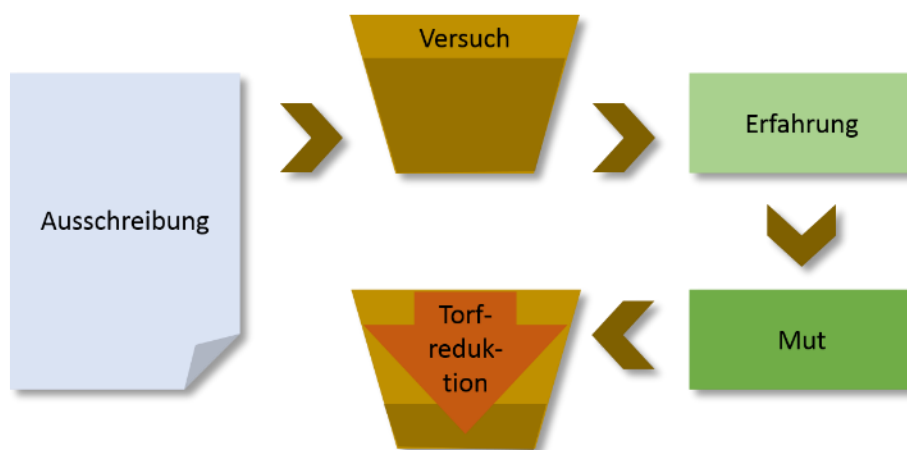 Versuch
Erfahrung
Ausschreibung
Mut
Torf-
reduk-
tion